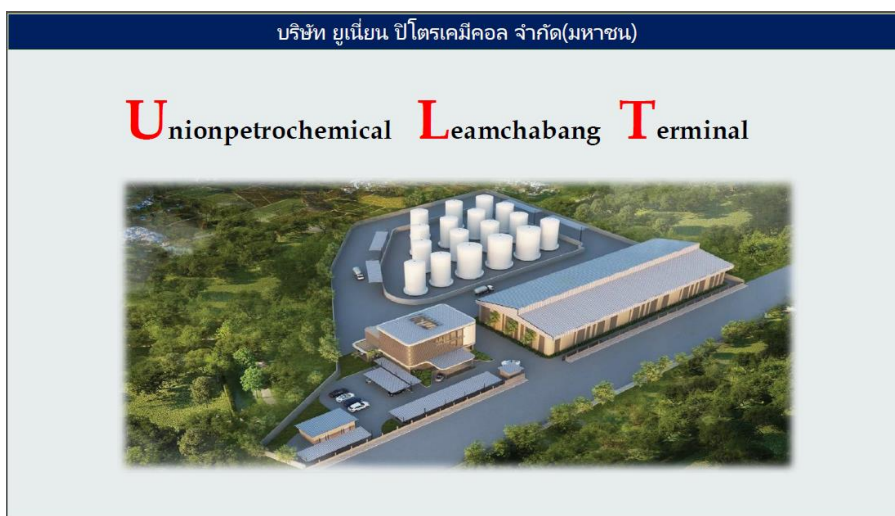 บริษัท ยูเนี่ยน ปิโตรเคมีคอล จำกัด(มหาชน)
Unionpetrochemical Leamchabang Terminal